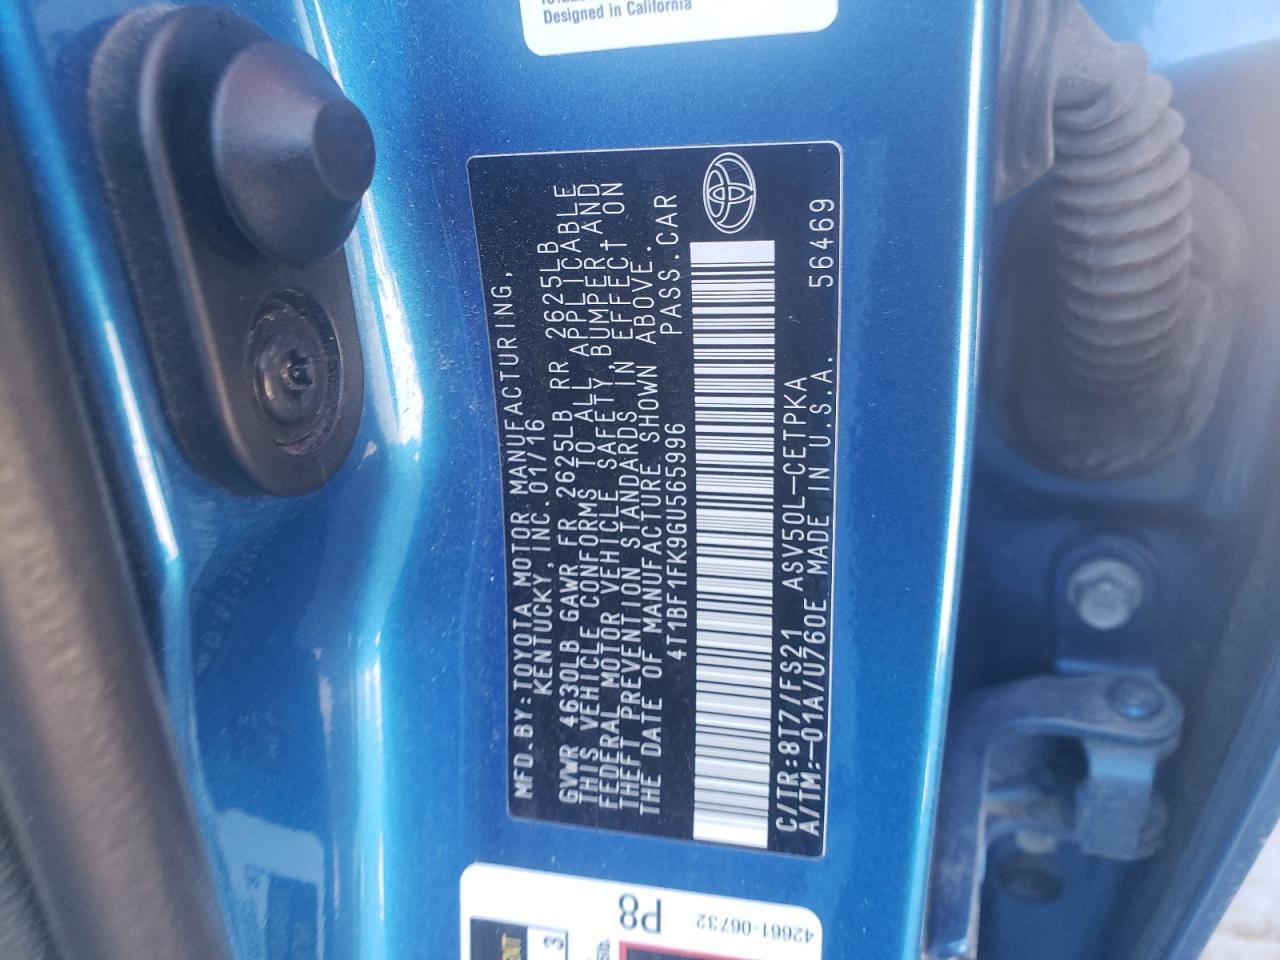 Designed in California
MFD.BY:TOYOTA MOTOR MANUFACTURING,
KENTUCKY,INC.01/16
GVWR 4630LB GAWR FR 2625LB RR 2625LB
THIS VEHICLE CONFORMS TO ALL APPLICABLE
FEDERAL MOTOR VEHICLE SAFETY,BUMPER,AND
THEFT PREVENTION STANDARDS IN EFFECT ON
THE DATE OF MANUFACTURE SHOWN ABOVE.
4T1BF1FK9GU565996 PASS.CAR
C/TR:8T7/FS21 ASV50L-CETPKA
A/TM:-01A/U760E MADE IN U.S.A. 56469
P8
42661-06732
3